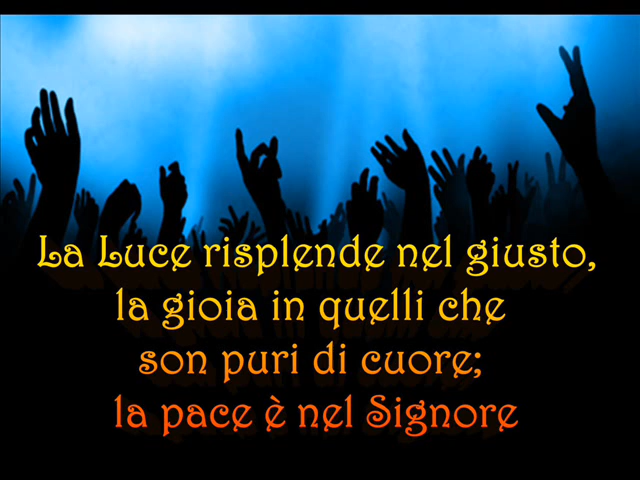 La Luce risplende nel giusto,
la gioia in quelli che
son puri di cuore;
la pace è nel Signore